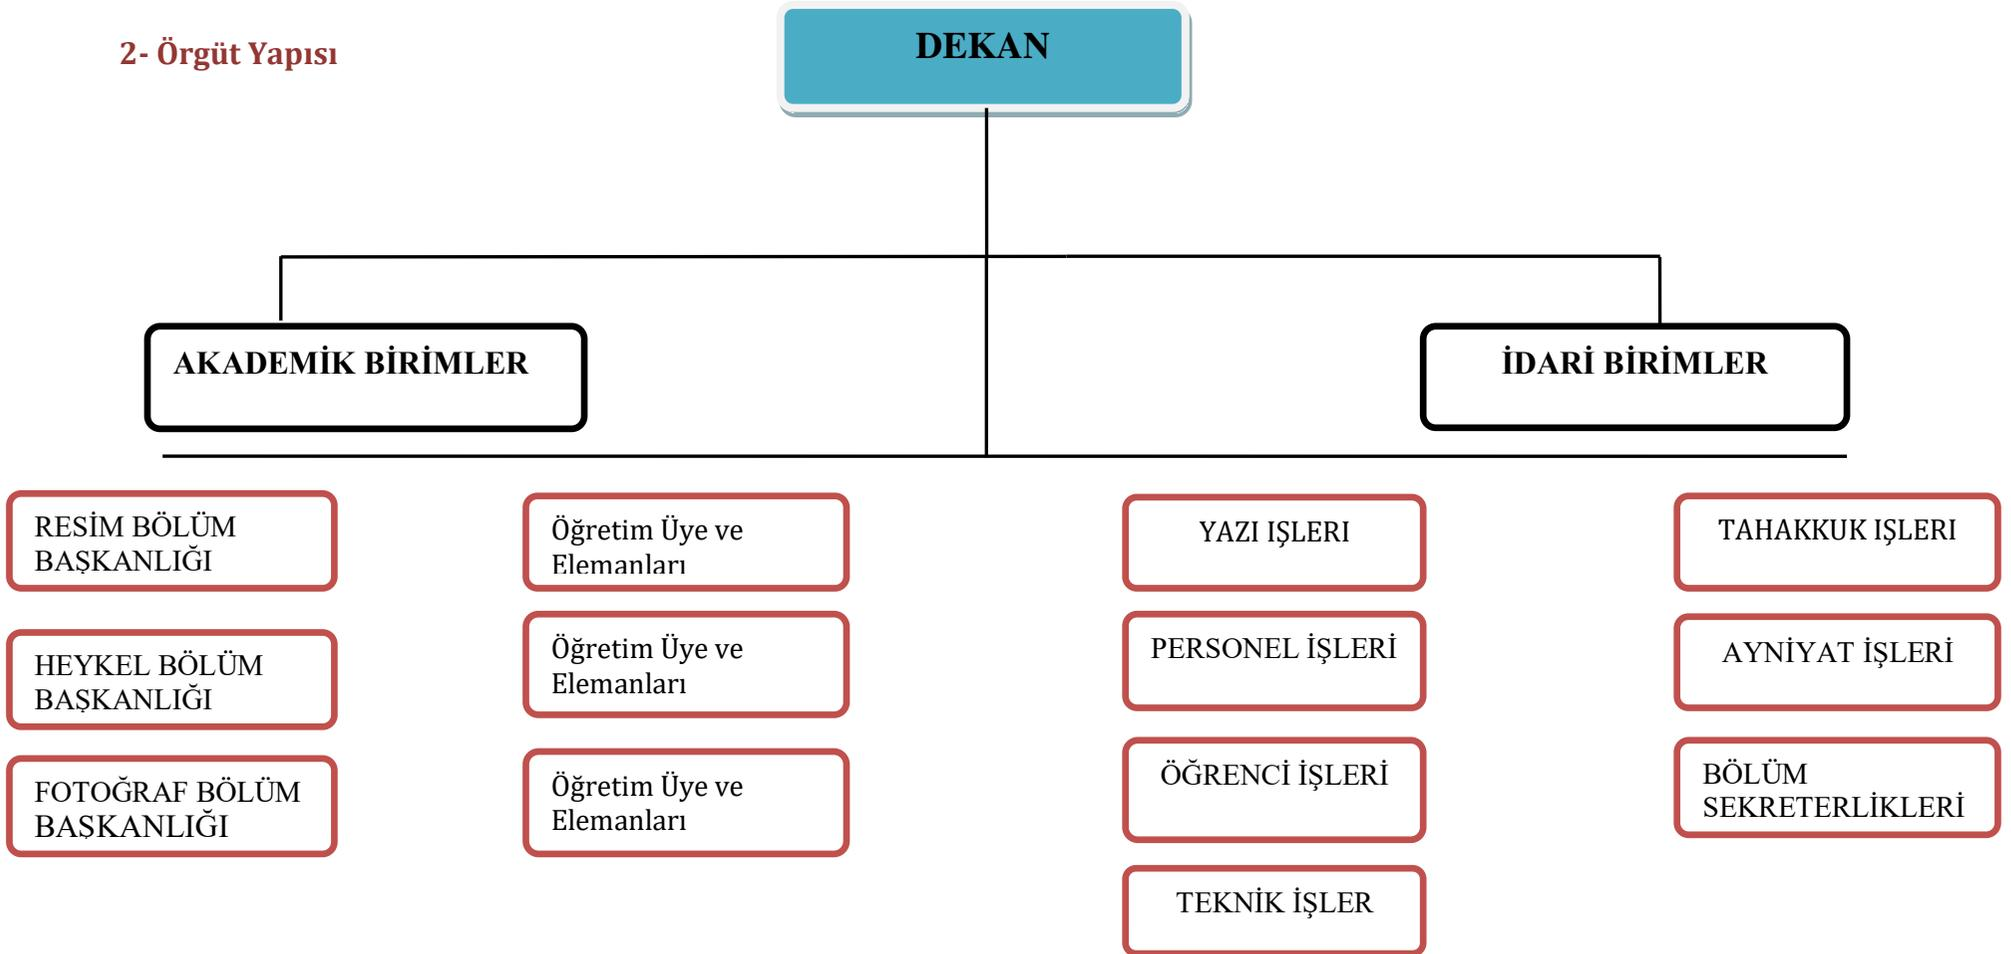 2- Örgüt Yapısı
DEKAN
AKADEMİK BİRİMLER
İDARİ BİRİMLER
RESİM BÖLÜM
BAŞKANLIĞI
Öğretim Üye ve
Elemanları
YAZI IŞLERI
TAHAKKUK IŞLERI
HEYKEL BÖLÜM
BAŞKANLIĞI
Öğretim Üye ve
Elemanları
PERSONEL İŞLERİ
AYNİYAT İŞLERİ
FOTOĞRAF BÖLÜM
BAŞKANLIĞI
Öğretim Üye ve
Elemanları
ÖĞRENCİ İŞLERİ
BÖLÜM
SEKRETERLİKLERİ
TEKNİK İŞLER